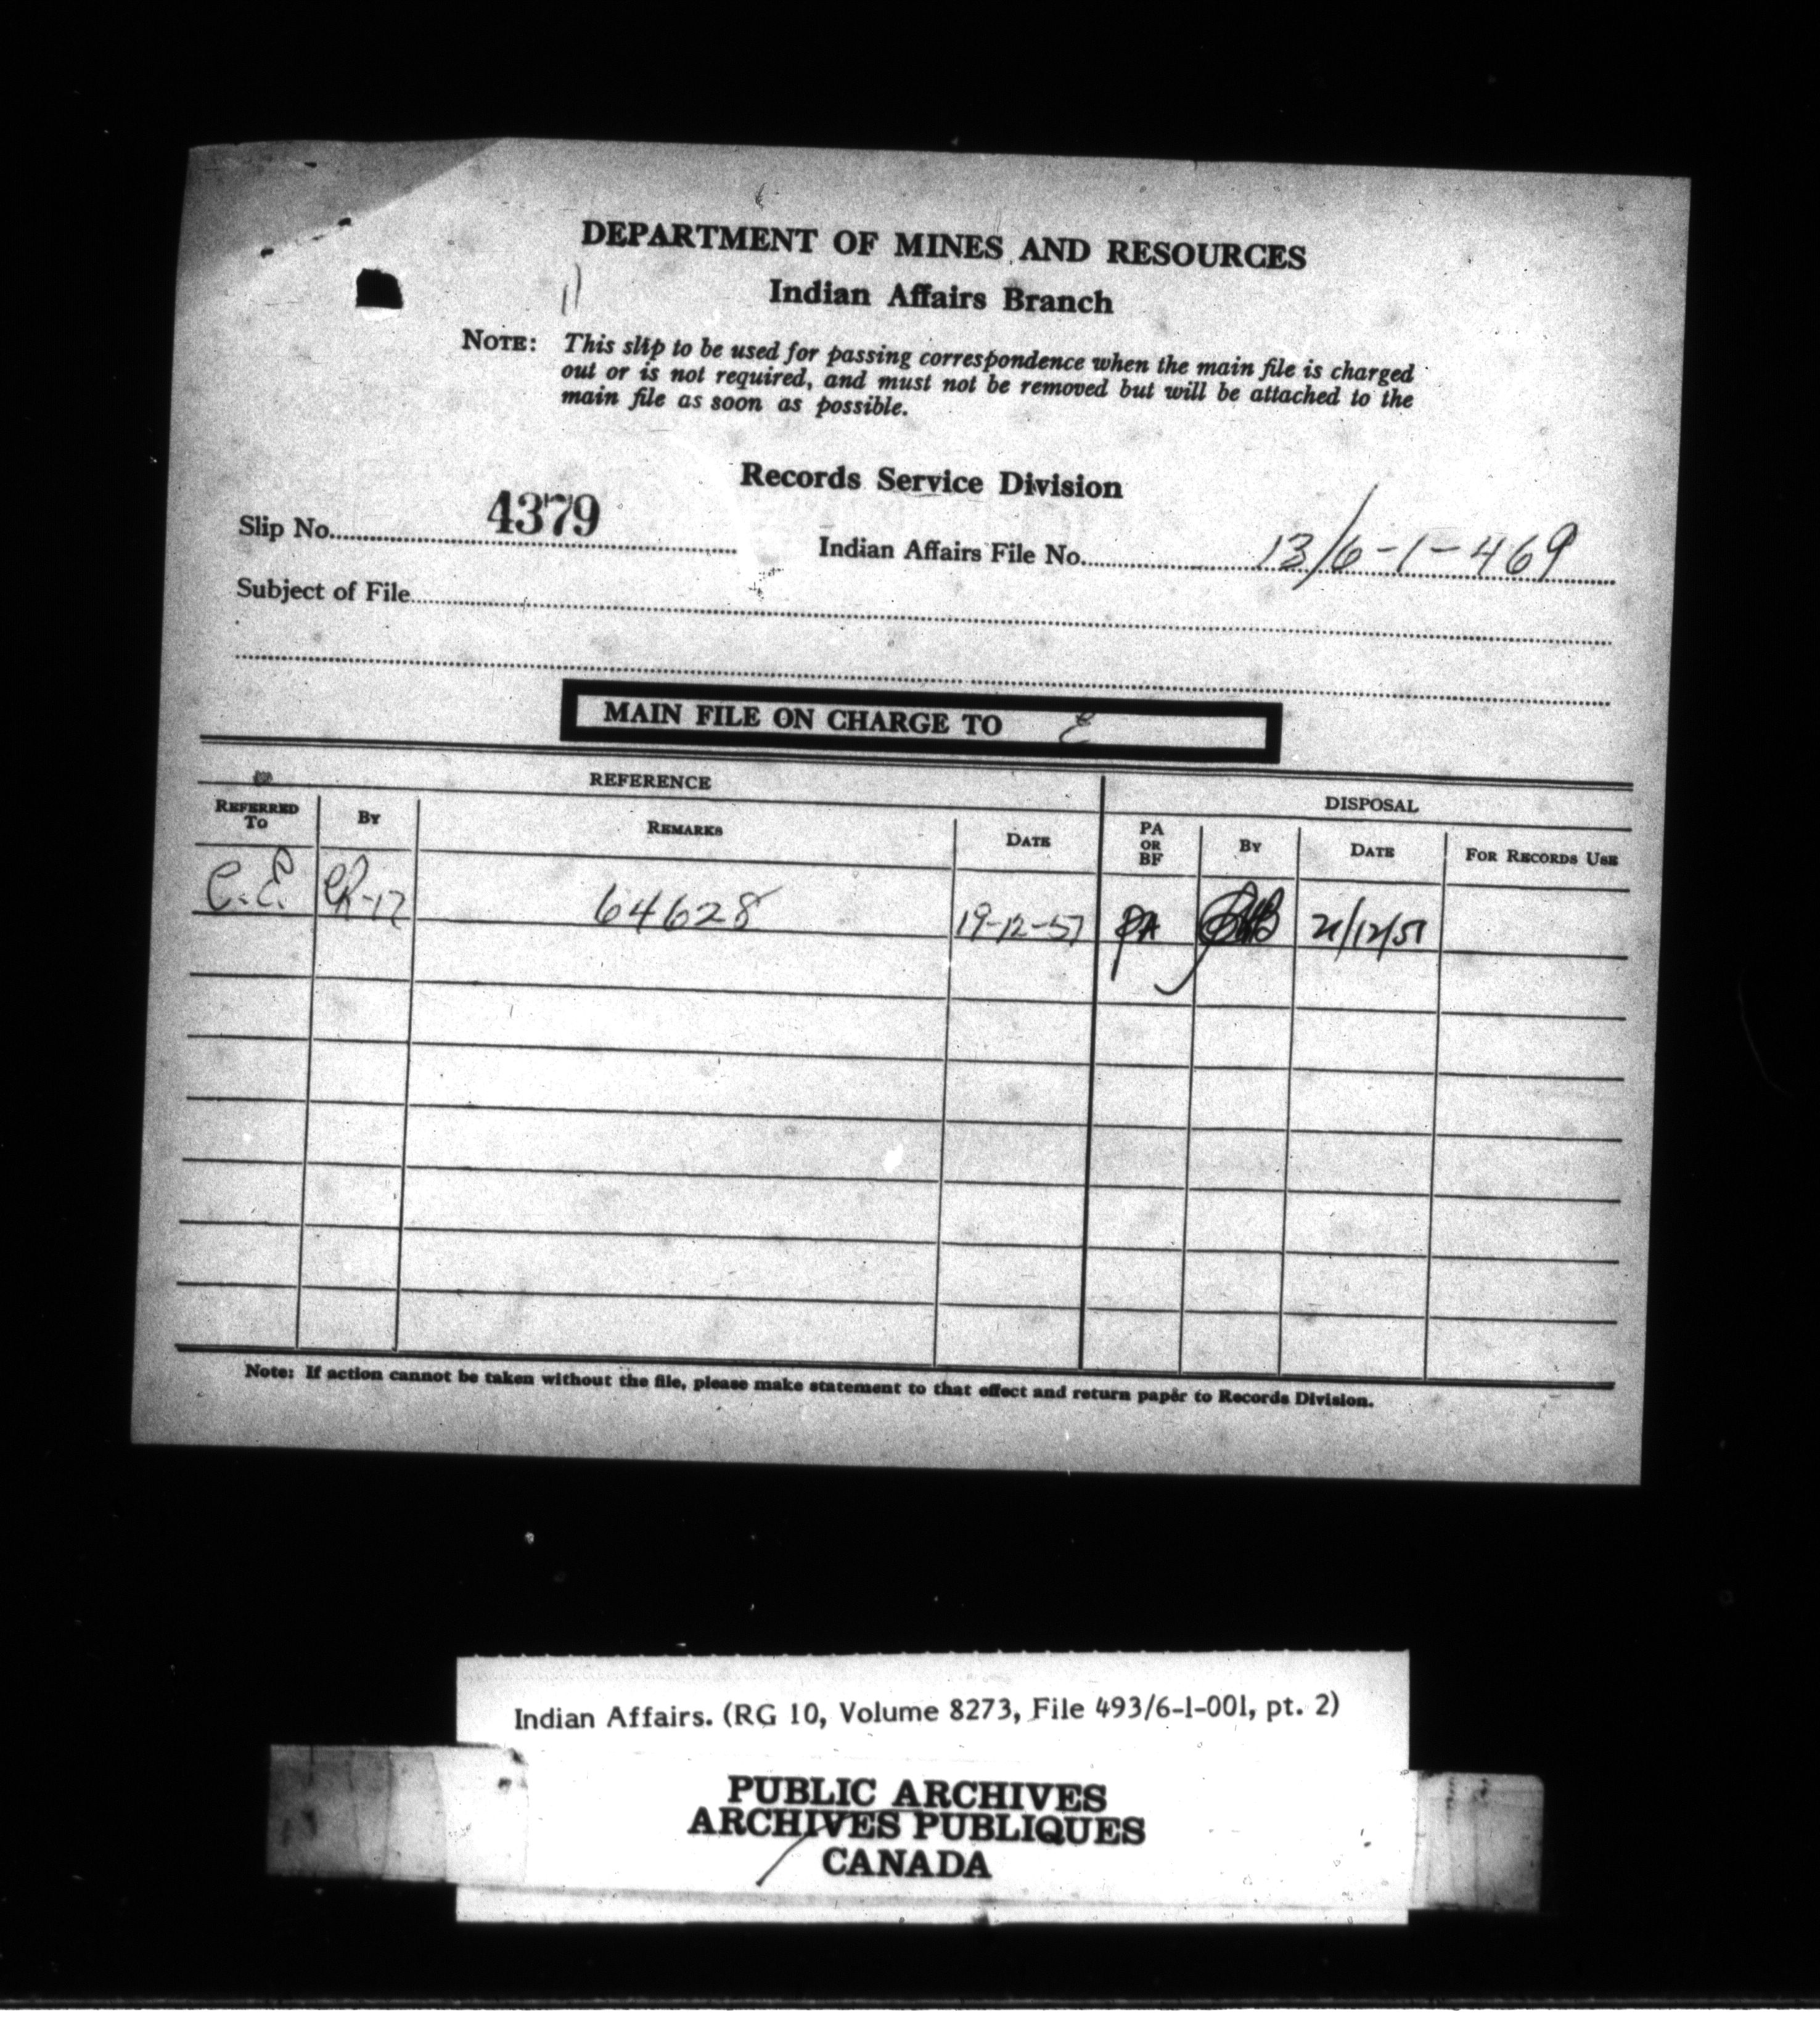 DEPARTMENT OF MINES AND RESOURCES
Indian Affairs Branch
NOTE: This slip to be used for passing correspondence when the main file is charged
out or is not required, and must not be removed but will be attached to the
main file as soon as possible.
Records Service Division
Slip No. 4379
Indian Affairs File No. 13/6-1-469
Subject of File
MAIN FILE ON CHARGE TO E
REFERENCE
DISPOSAL
REFERRED TO
BY
REMARKS
DATE
PA OR BF
BY
DATE
FOR RECORDS USE
C.E. CR-12 64628 19-12-51 PA 21/12/51
Note: If action cannot be taken without the file, please make statement to that effect and return paper to Records Division.
Indian Affairs. (RG 10, Volume 8273, File 493/6-1-001, pt. 2)
PUBLIC ARCHIVES
ARCHIVES PUBLIQUES
CANADA